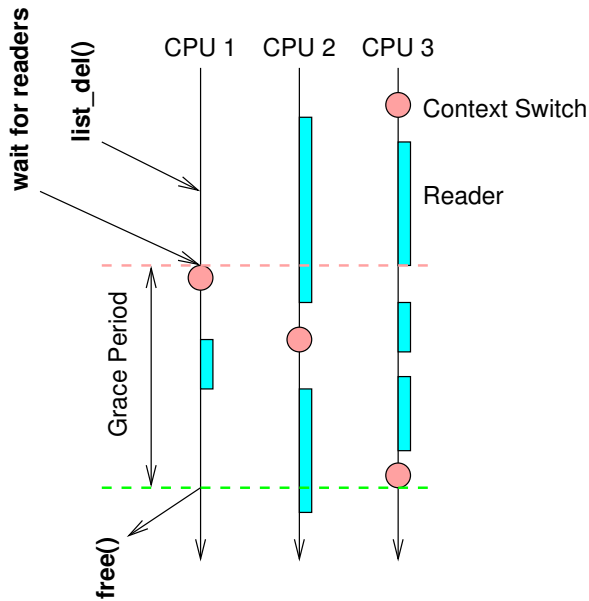 CPU 1
CPU 2
CPU 3
wait for readers
list_del()
Context Switch
Reader
Grace Period
free()